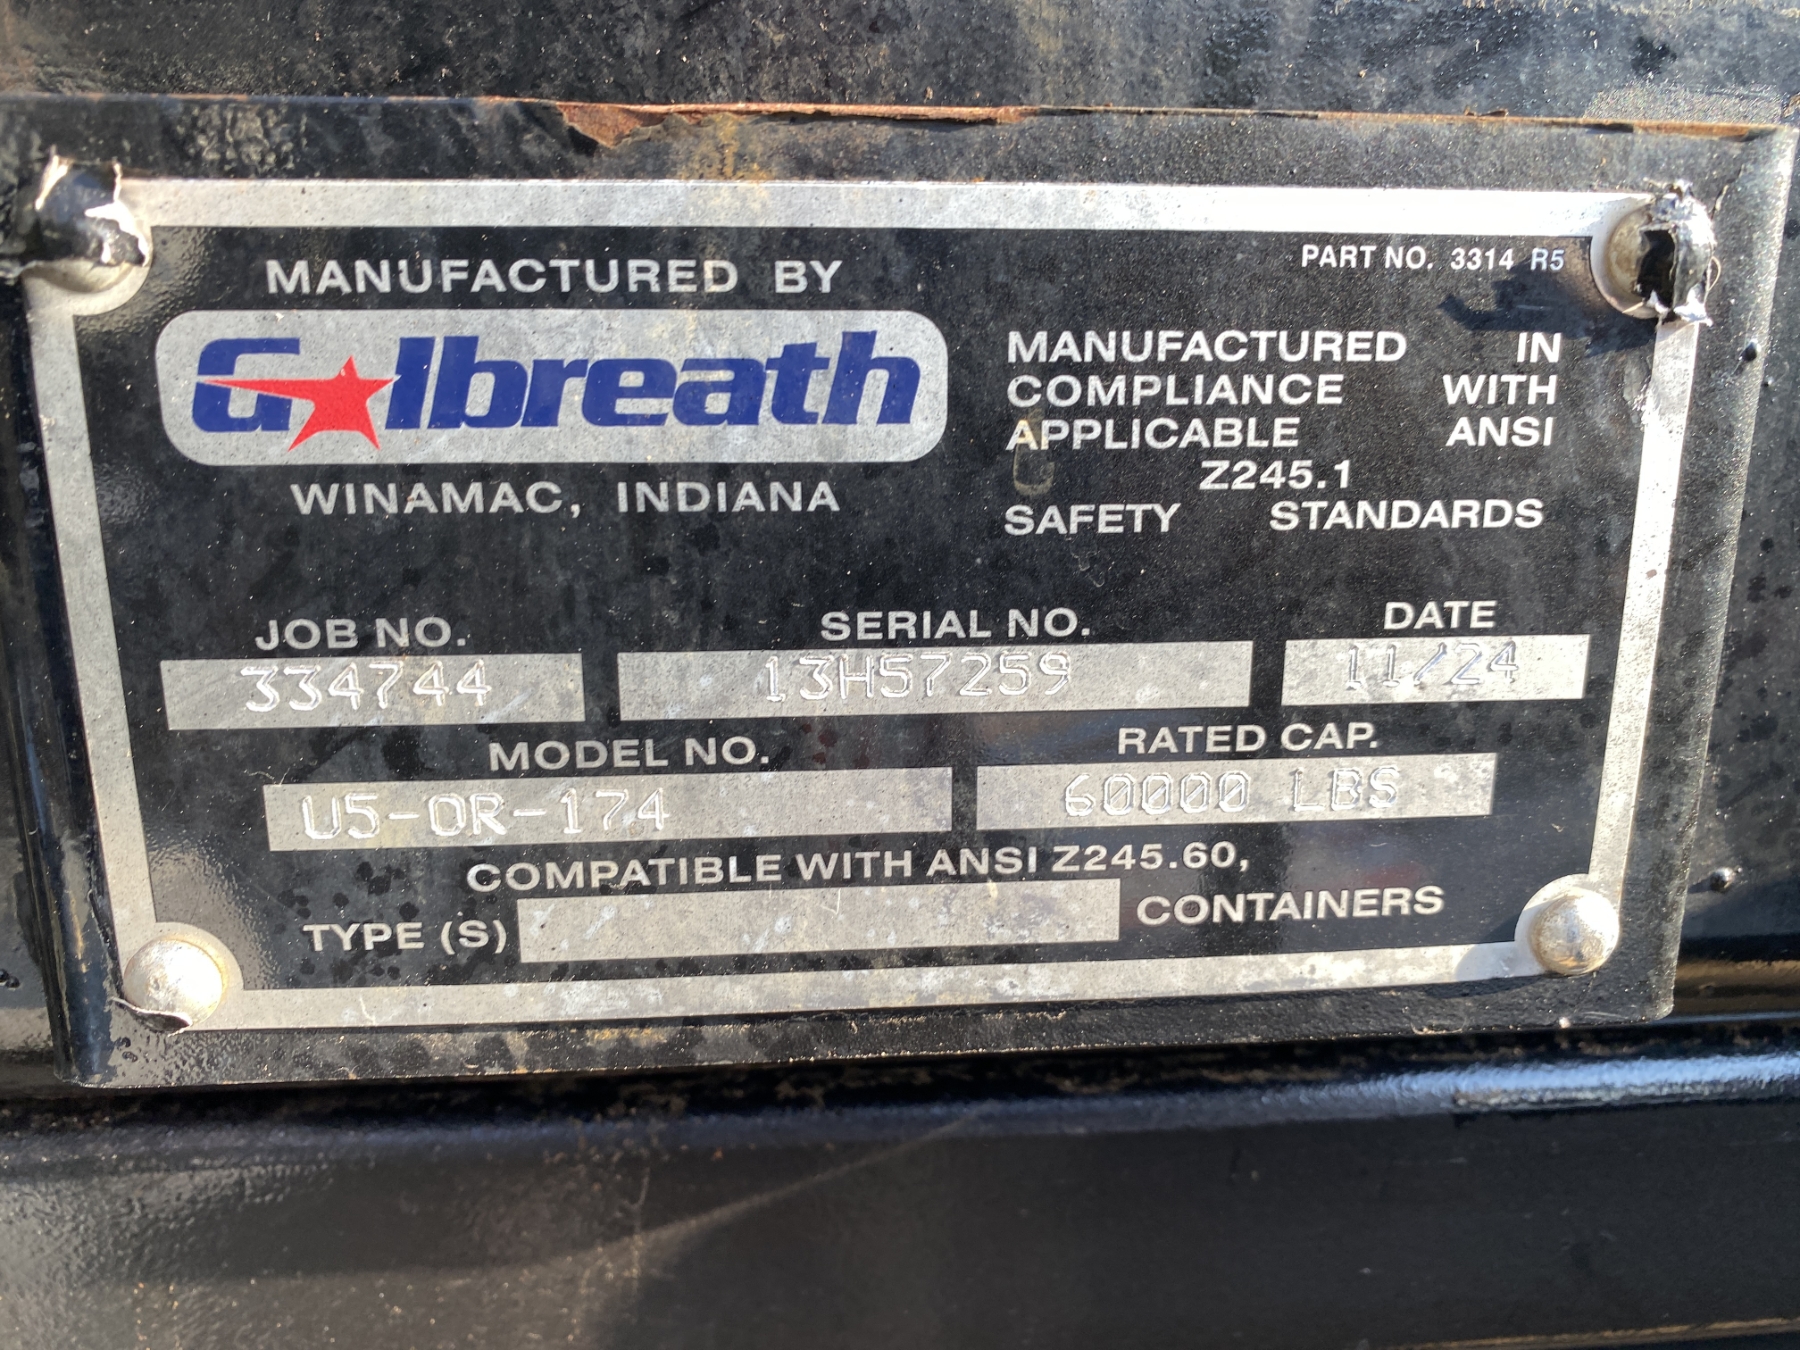 PART NO. 3314 R5
MANUFACTURED BY
Galbreath
WINAMAC, INDIANA
MANUFACTURED IN
COMPLIANCE WITH
APPLICABLE ANSI
Z245.1
SAFETY STANDARDS
JOB NO. SERIAL NO. DATE
334744 13H57259 11/24
MODEL NO. RATED CAP.
U5-OR-174 60000 LBS
COMPATIBLE WITH ANSI Z245.60,
TYPE (S) CONTAINERS